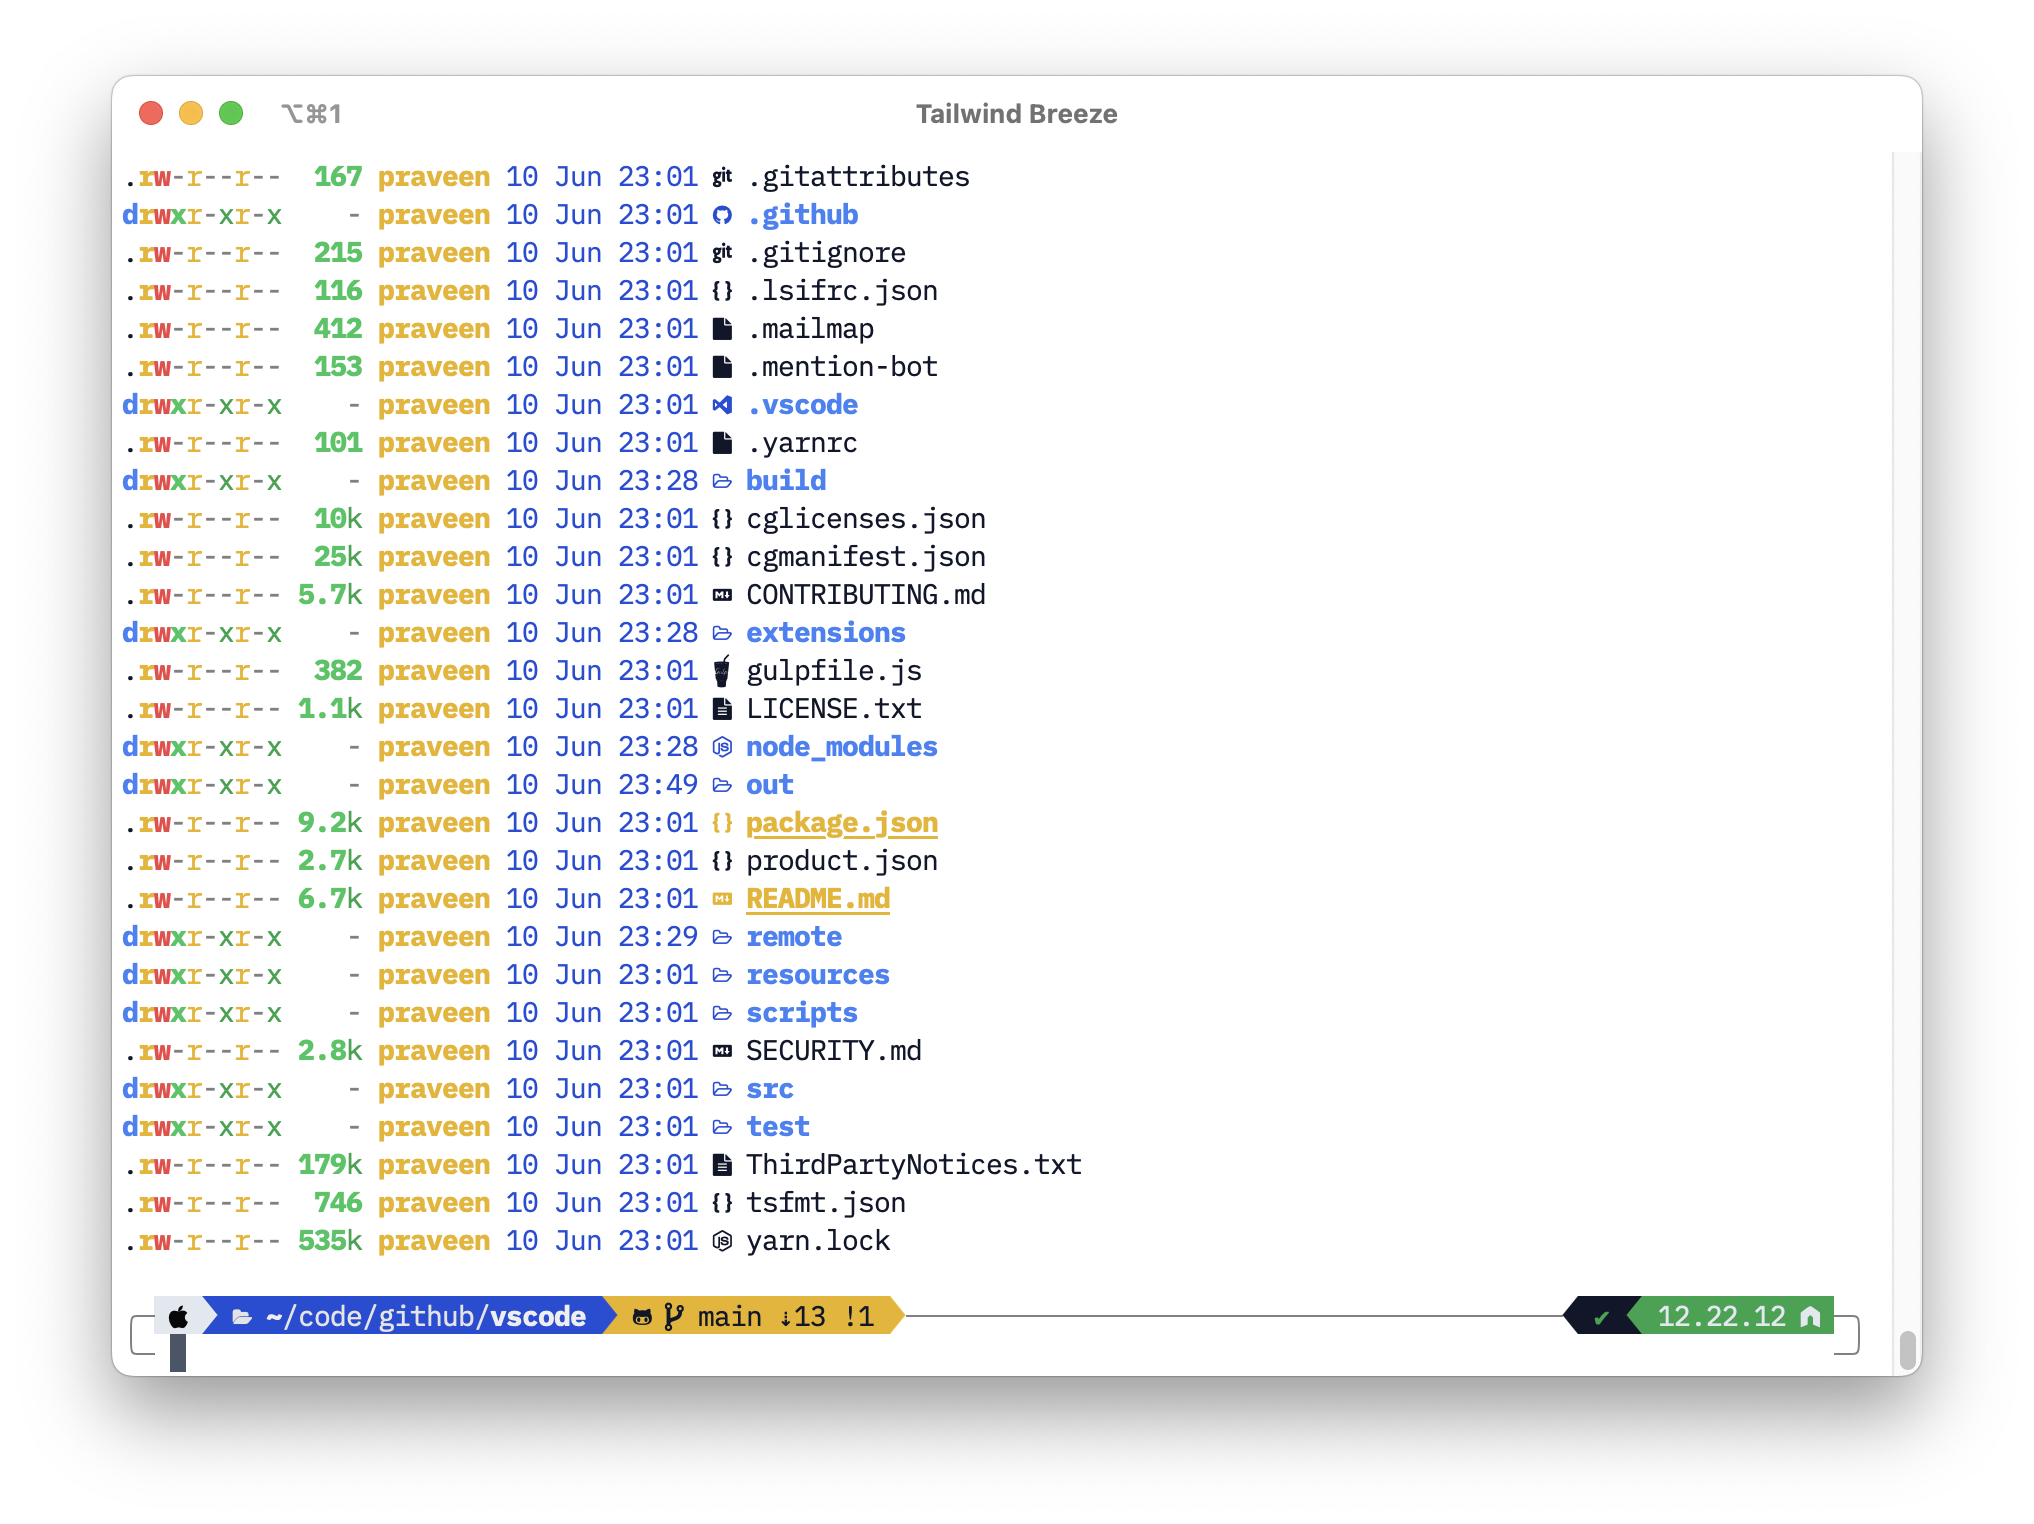 ⌥⌘1 Tailwind Breeze
.rw-r--r-- 167 praveen 10 Jun 23:01 git .gitattributes
drwxr-xr-x - praveen 10 Jun 23:01 .github
.rw-r--r-- 215 praveen 10 Jun 23:01 git .gitignore
.rw-r--r-- 116 praveen 10 Jun 23:01 {} .lsifrc.json
.rw-r--r-- 412 praveen 10 Jun 23:01 .mailmap
.rw-r--r-- 153 praveen 10 Jun 23:01 .mention-bot
drwxr-xr-x - praveen 10 Jun 23:01 .vscode
.rw-r--r-- 101 praveen 10 Jun 23:01 .yarnrc
drwxr-xr-x - praveen 10 Jun 23:28 build
.rw-r--r-- 10k praveen 10 Jun 23:01 {} cglicenses.json
.rw-r--r-- 25k praveen 10 Jun 23:01 {} cgmanifest.json
.rw-r--r-- 5.7k praveen 10 Jun 23:01 M↓ CONTRIBUTING.md
drwxr-xr-x - praveen 10 Jun 23:28 extensions
.rw-r--r-- 382 praveen 10 Jun 23:01 gulpfile.js
.rw-r--r-- 1.1k praveen 10 Jun 23:01 LICENSE.txt
drwxr-xr-x - praveen 10 Jun 23:28 JS node_modules
drwxr-xr-x - praveen 10 Jun 23:49 out
.rw-r--r-- 9.2k praveen 10 Jun 23:01 {} package.json
.rw-r--r-- 2.7k praveen 10 Jun 23:01 {} product.json
.rw-r--r-- 6.7k praveen 10 Jun 23:01 M↓ README.md
drwxr-xr-x - praveen 10 Jun 23:29 remote
drwxr-xr-x - praveen 10 Jun 23:01 resources
drwxr-xr-x - praveen 10 Jun 23:01 scripts
.rw-r--r-- 2.8k praveen 10 Jun 23:01 M↓ SECURITY.md
drwxr-xr-x - praveen 10 Jun 23:01 src
drwxr-xr-x - praveen 10 Jun 23:01 test
.rw-r--r-- 179k praveen 10 Jun 23:01 ThirdPartyNotices.txt
.rw-r--r-- 746 praveen 10 Jun 23:01 {} tsfmt.json
.rw-r--r-- 535k praveen 10 Jun 23:01 JS yarn.lock
~/code/github/vscode main ⇣13 !1 ✔ 12.22.12